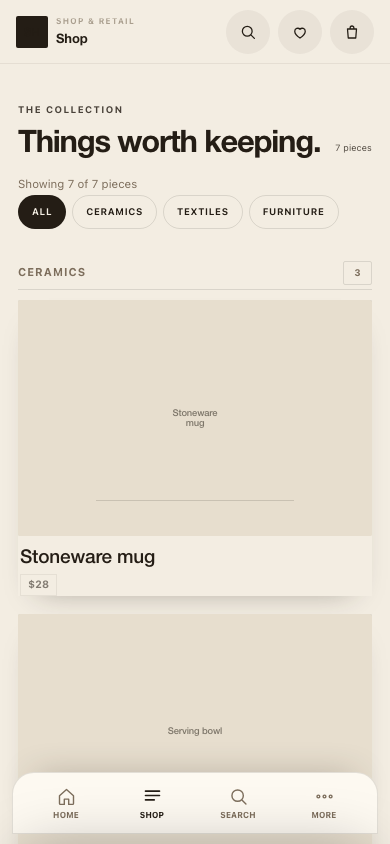 SHOP & RETAIL
Shop
THE COLLECTION
Things worth keeping.
7 pieces
Showing 7 of 7 pieces
ALL
CERAMICS
TEXTILES
FURNITURE
CERAMICS
3
Stoneware
mug
Stoneware mug
$28
Serving bowl
HOME
SHOP
SEARCH
MORE